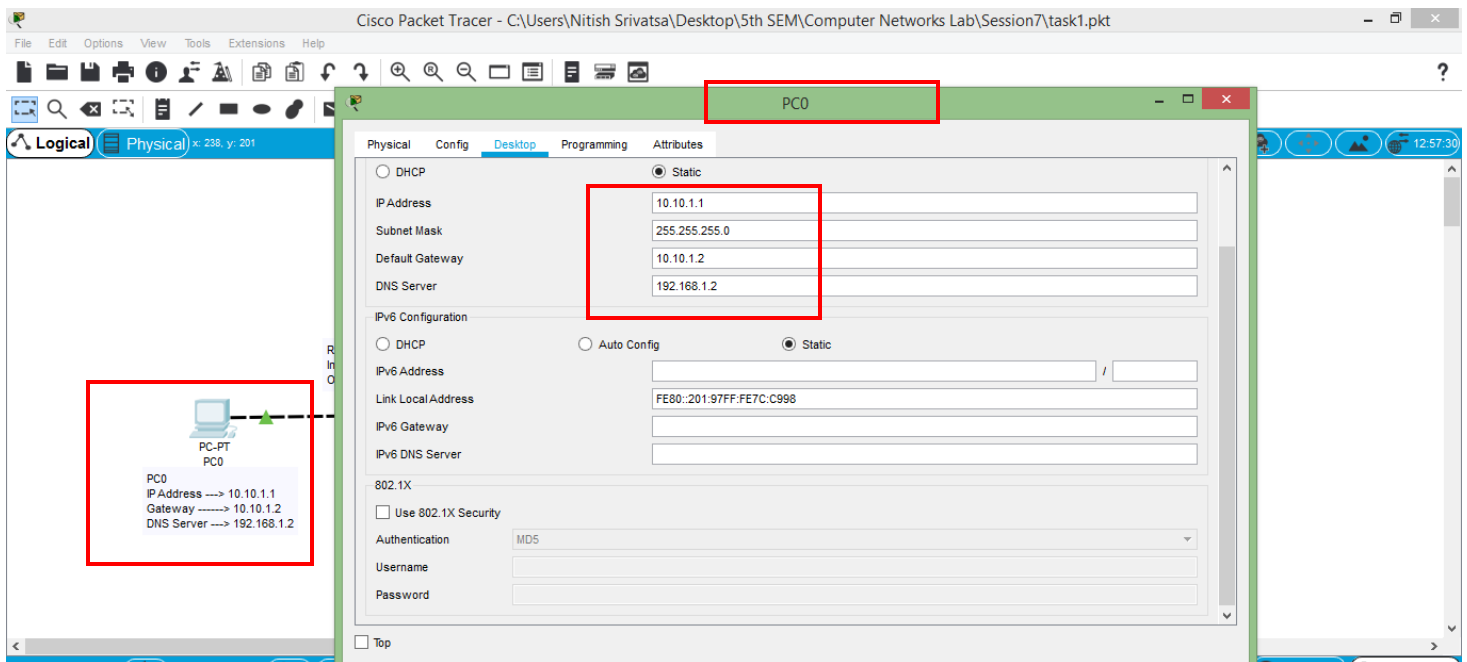 Cisco Packet Tracer - C:\Users\Nitish Srivatsa\Desktop\5th SEM\Computer Networks Lab\Session7\task1.pkt
File Edit Options View Tools Extensions Help
?
PC0
Logical Physical x: 238, y: 201
12:57:30
Physical Config Desktop Programming Attributes
DHCP Static
IP Address 10.10.1.1
Subnet Mask 255.255.255.0
Default Gateway 10.10.1.2
DNS Server 192.168.1.2
IPv6 Configuration
DHCP Auto Config Static
IPv6 Address /
Link Local Address FE80::201:97FF:FE7C:C998
IPv6 Gateway
IPv6 DNS Server
802.1X
Use 802.1X Security
Authentication MD5
Username
Password
Top
R
In
O
PC-PT
PC0
PC0
IP Address ---> 10.10.1.1
Gateway ------> 10.10.1.2
DNS Server ---> 192.168.1.2